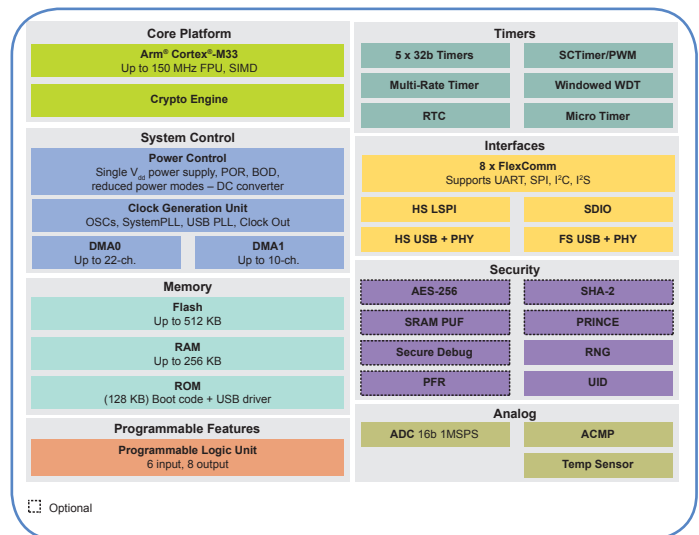 Core Platform
Arm® Cortex®-M33
Up to 150 MHz FPU, SIMD
Crypto Engine
System Control
Power Control
Single Vdd power supply, POR, BOD,
reduced power modes – DC converter
Clock Generation Unit
OSCs, SystemPLL, USB PLL, Clock Out
DMA0
Up to 22-ch.
DMA1
Up to 10-ch.
Memory
Flash
Up to 512 KB
RAM
Up to 256 KB
ROM
(128 KB) Boot code + USB driver
Programmable Features
Programmable Logic Unit
6 input, 8 output
Timers
5 x 32b Timers
SCTimer/PWM
Multi-Rate Timer
Windowed WDT
RTC
Micro Timer
Interfaces
8 x FlexComm
Supports UART, SPI, I²C, I²S
HS LSPI
SDIO
HS USB + PHY
FS USB + PHY
Security
AES-256
SHA-2
SRAM PUF
PRINCE
Secure Debug
RNG
PFR
UID
Analog
ADC 16b 1MSPS
ACMP
Temp Sensor
Optional